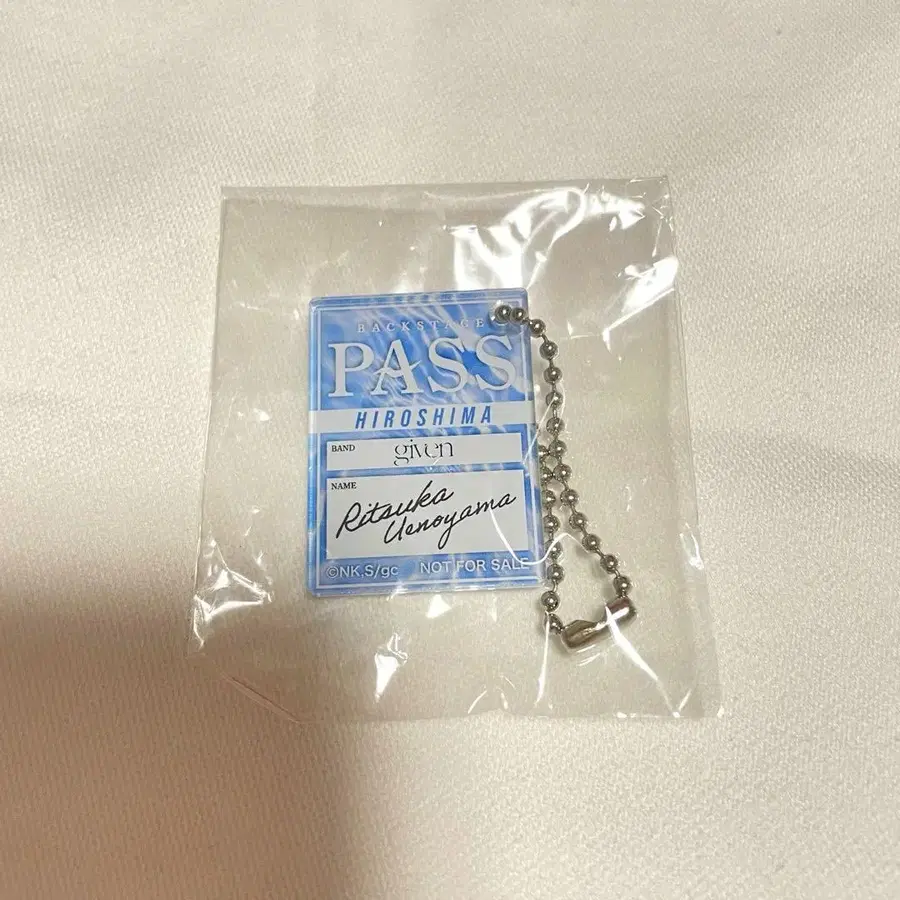 BACKSTAGE
PASS
HIROSHIMA
BAND
given
NAME
Ritsuka
Uenoyama
©NK,S/gc NOT FOR SALE